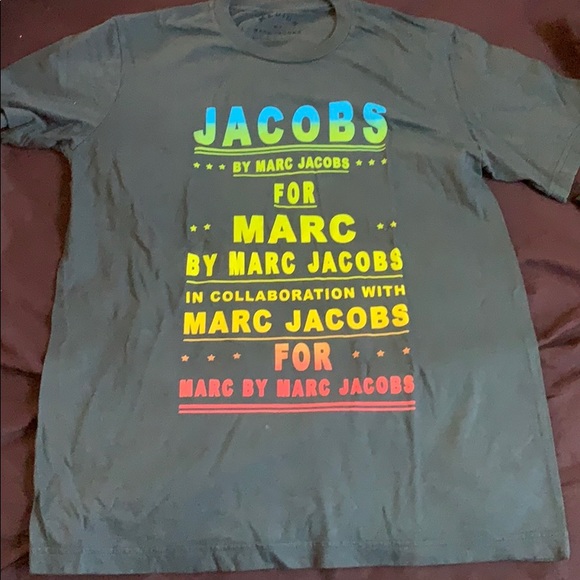 JACOBS
* * * BY MARC JACOBS * * *
FOR
* * MARC * *
BY MARC JACOBS
IN COLLABORATION WITH
MARC JACOBS
* * * FOR * * *
MARC BY MARC JACOBS